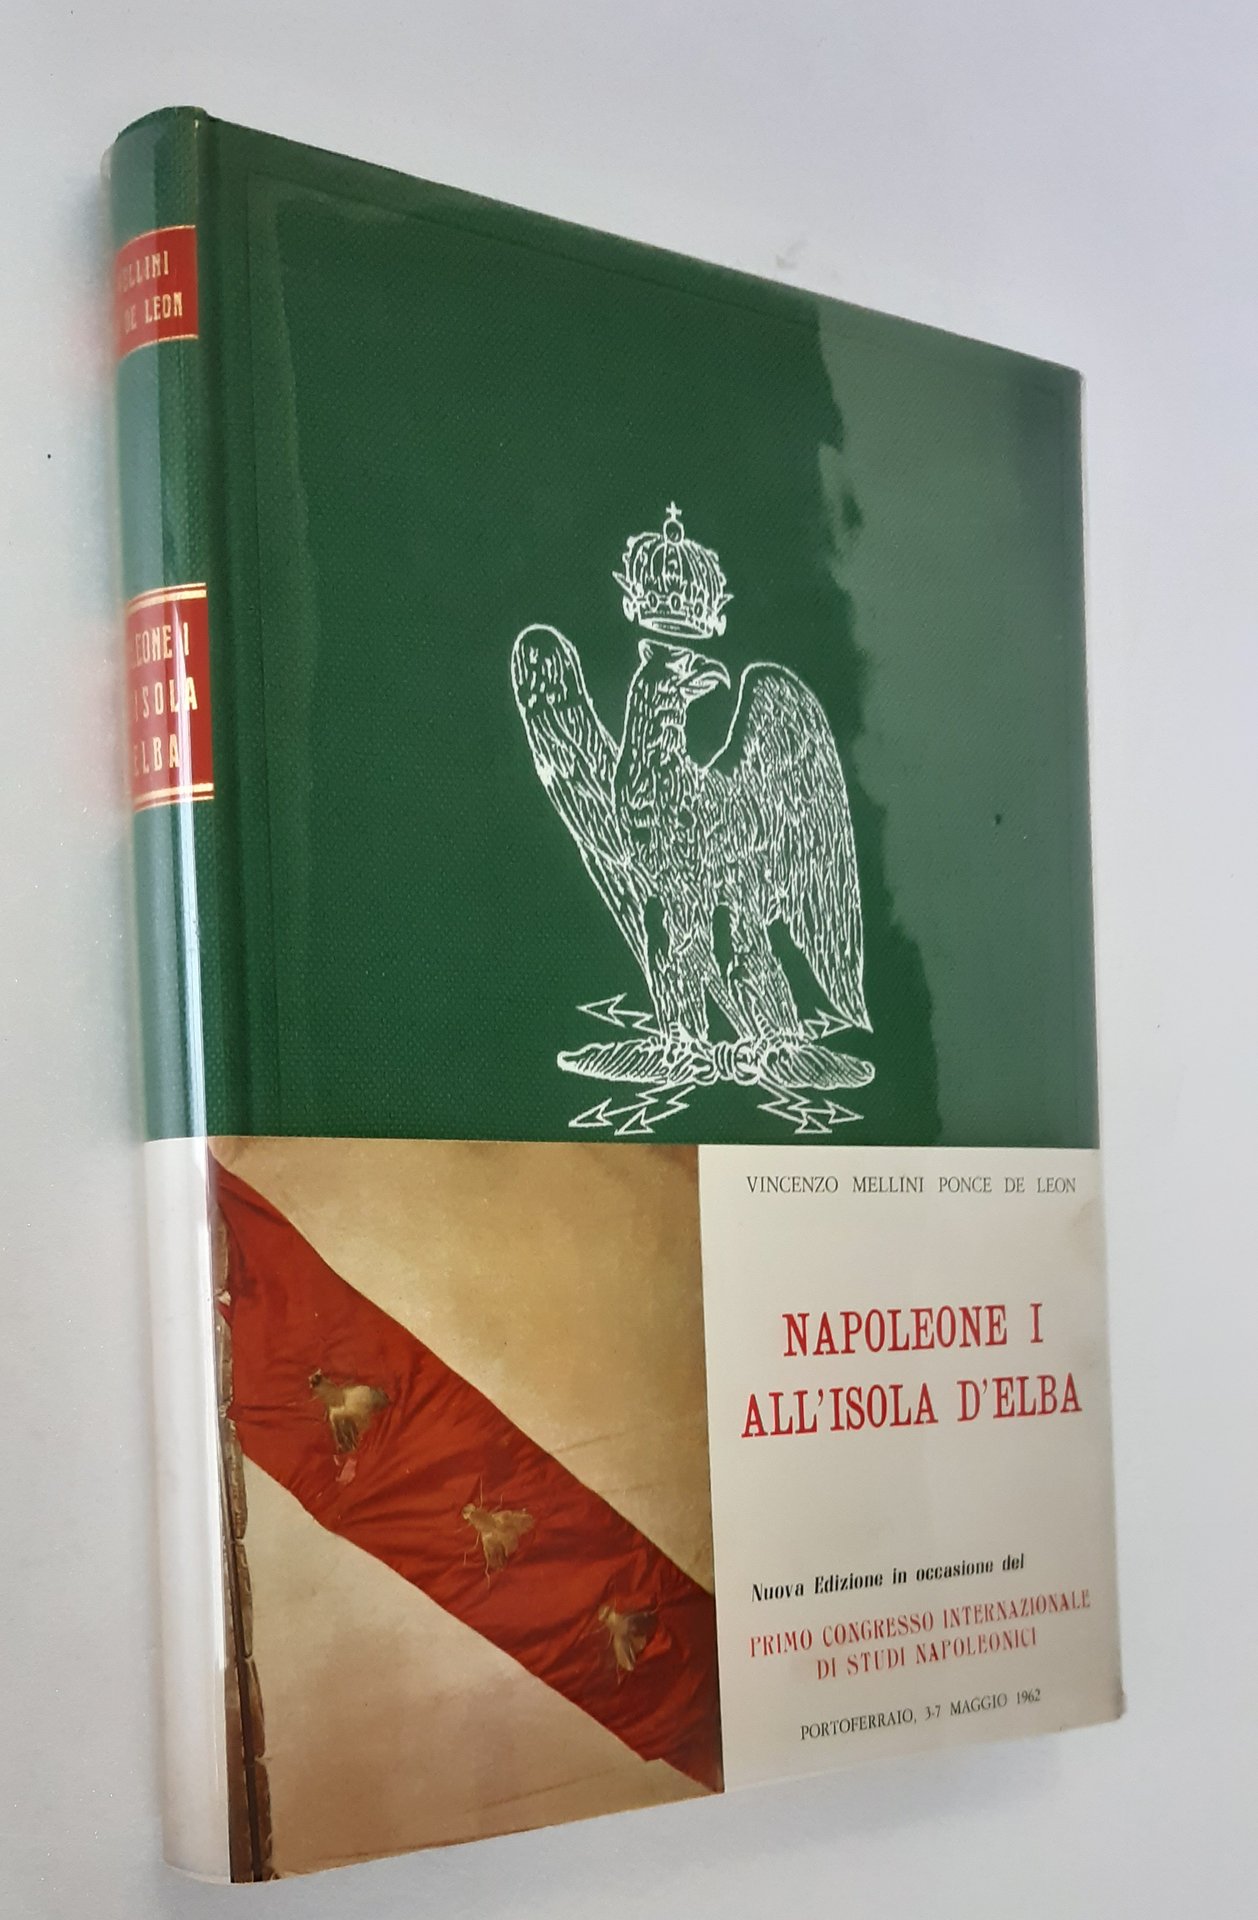 DE LEON
ISOLA
ELBA
VINCENZO MELLINI PONCE DE LEON
NAPOLEONE I
ALL'ISOLA D'ELBA
Nuova Edizione in occasione del
PRIMO CONGRESSO INTERNAZIONALE
DI STUDI NAPOLEONICI
PORTOFERRAIO, 3-7 MAGGIO 1962